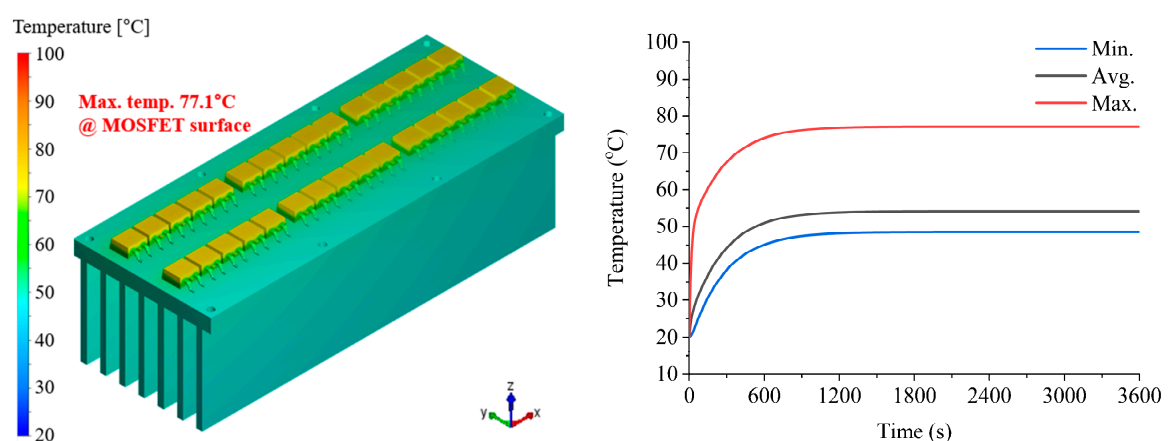 Temperature [°C]
100
90
80
70
60
50
40
30
20
Max. temp. 77.1°C
@ MOSFET surface
z
y
x
Temperature (°C)
100
90
80
70
60
50
40
30
20
10
0
600
1200
1800
2400
3000
3600
Time (s)
Min.
Avg.
Max.